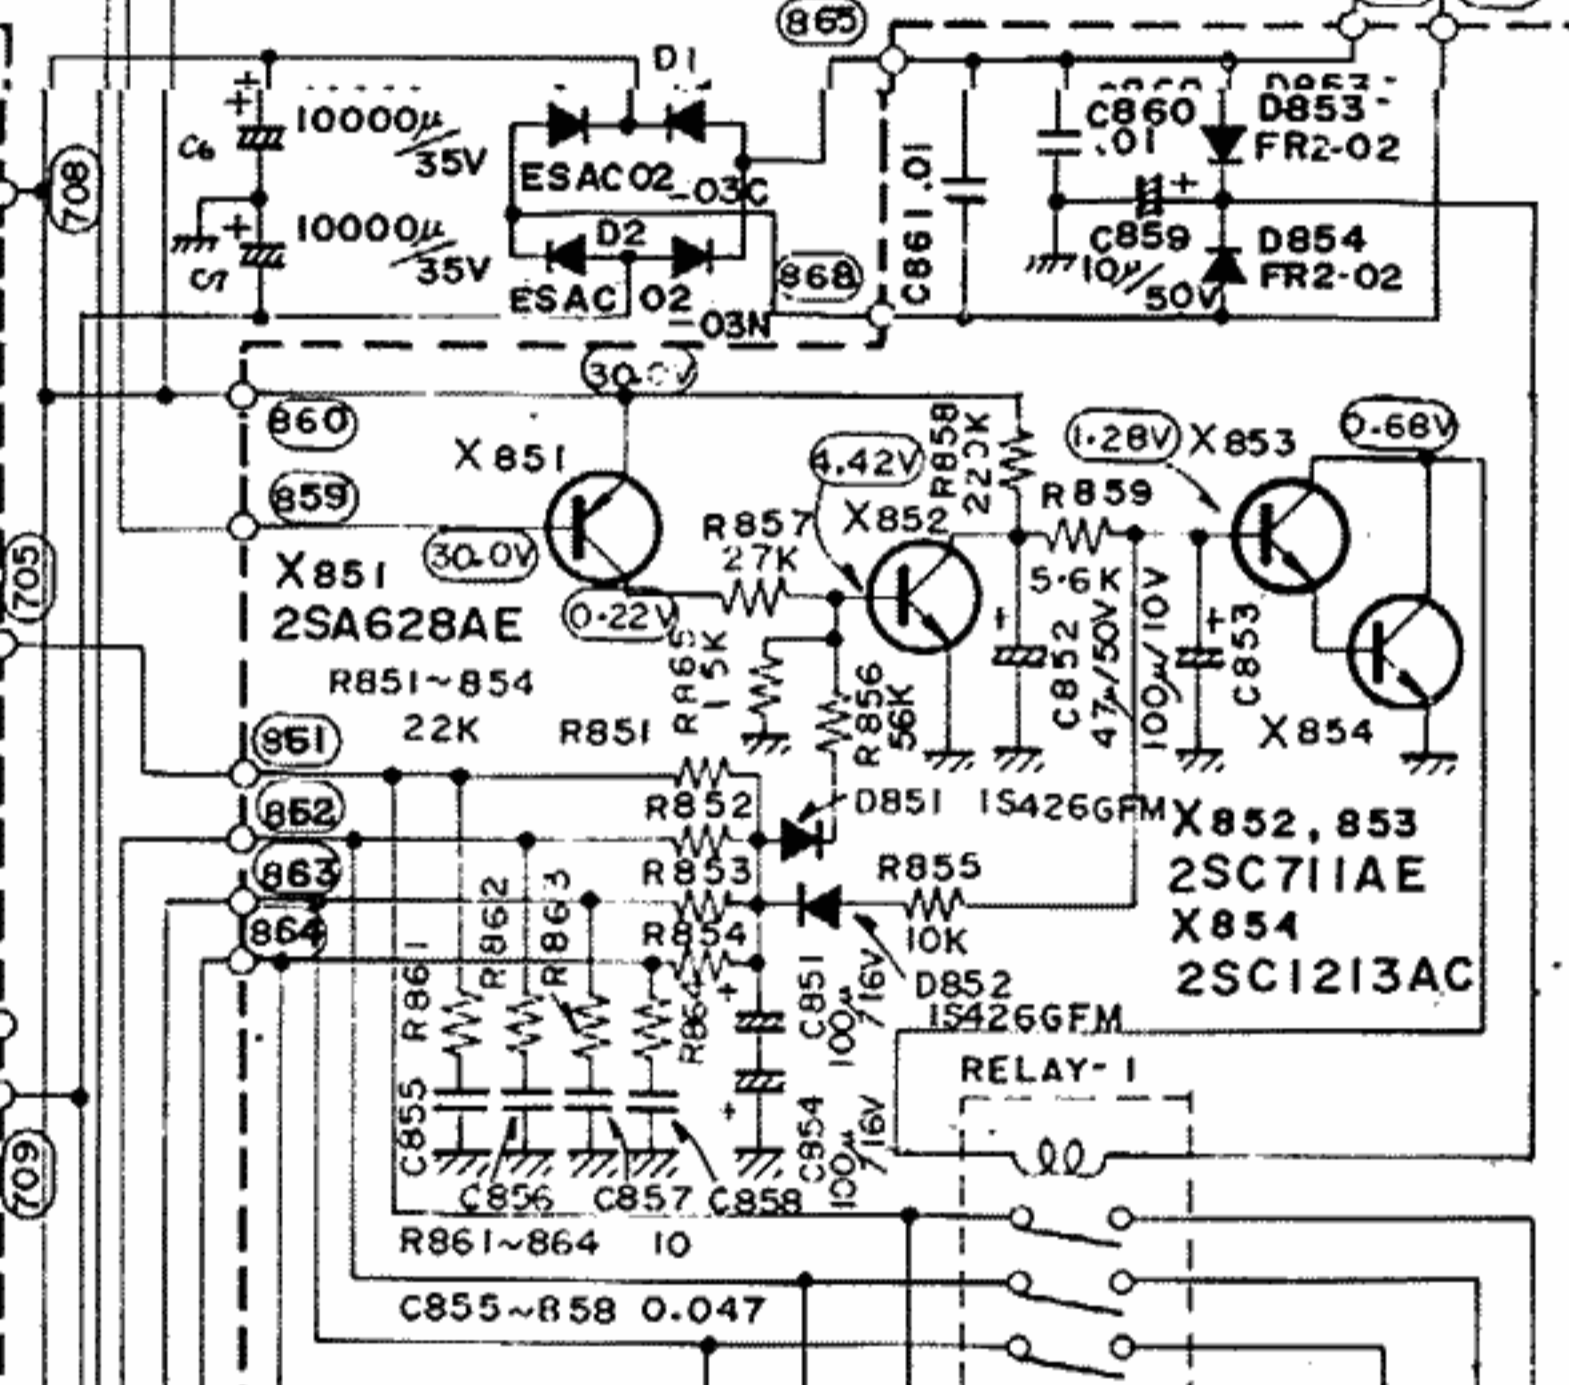 865
D1
D853-
C6
10000μ/35V
708
ESAC02-03C
C861 .01
C860
.01
D853-
FR2-02
C7
10000μ/35V
D2
ESAC 02-03N
868
C859
10μ/50V
D854
FR2-02
860
X851
859
30.0V
4.42V
R858
220K
1.28V
X853
0.68V
R857
27K
X852
R859
5.6K
705
X851
2SA628AE
0.22V
15K
R856
56K
C852
47μ/50V
100μ/10V
C853
X854
R851~854
22K
R851
R852
D851 1S426GFM
X852,853
2SC711AE
X854
2SC1213AC
862
863
864
R853
R854
R855
10K
D852
1S426GFM
R861
R862
R863
R864
C851
100μ/16V
RELAY-1
C855
C856
C857
C858
C854
100μ/16V
709
R861~864 10
C855~858 0.047